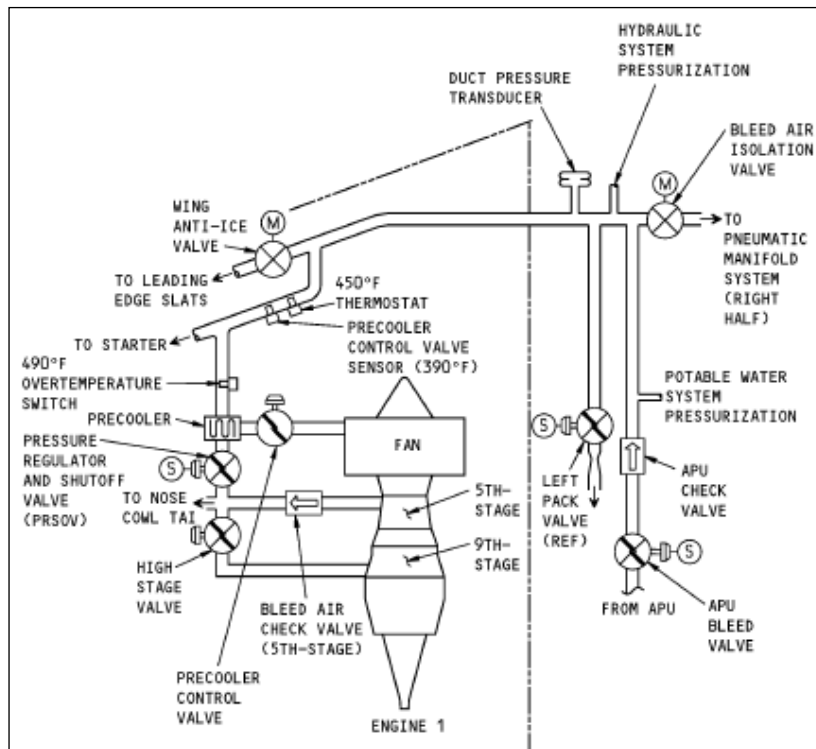 HYDRAULIC
SYSTEM
PRESSURIZATION
DUCT PRESSURE
TRANSDUCER
BLEED AIR
ISOLATION
VALVE
M
WING
ANTI-ICE
VALVE
M
TO
PNEUMATIC
MANIFOLD
SYSTEM
(RIGHT
HALF)
TO LEADING
EDGE SLATS
450°F
THERMOSTAT
TO STARTER
PRECOOLER
CONTROL VALVE
SENSOR (390°F)
490°F
OVERTEMPERATURE
SWITCH
POTABLE WATER
SYSTEM
PRESSURIZATION
PRECOOLER
PRESSURE
REGULATOR
AND SHUTOFF
VALVE
(PRSOV)
S
FAN
S
LEFT
PACK
VALVE
(REF)
APU
CHECK
VALVE
TO NOSE
COWL TAI
5TH-
STAGE
9TH-
STAGE
S
HIGH
STAGE
VALVE
BLEED AIR
CHECK VALVE
(5TH-STAGE)
FROM APU
APU
BLEED
VALVE
PRECOOLER
CONTROL
VALVE
ENGINE 1